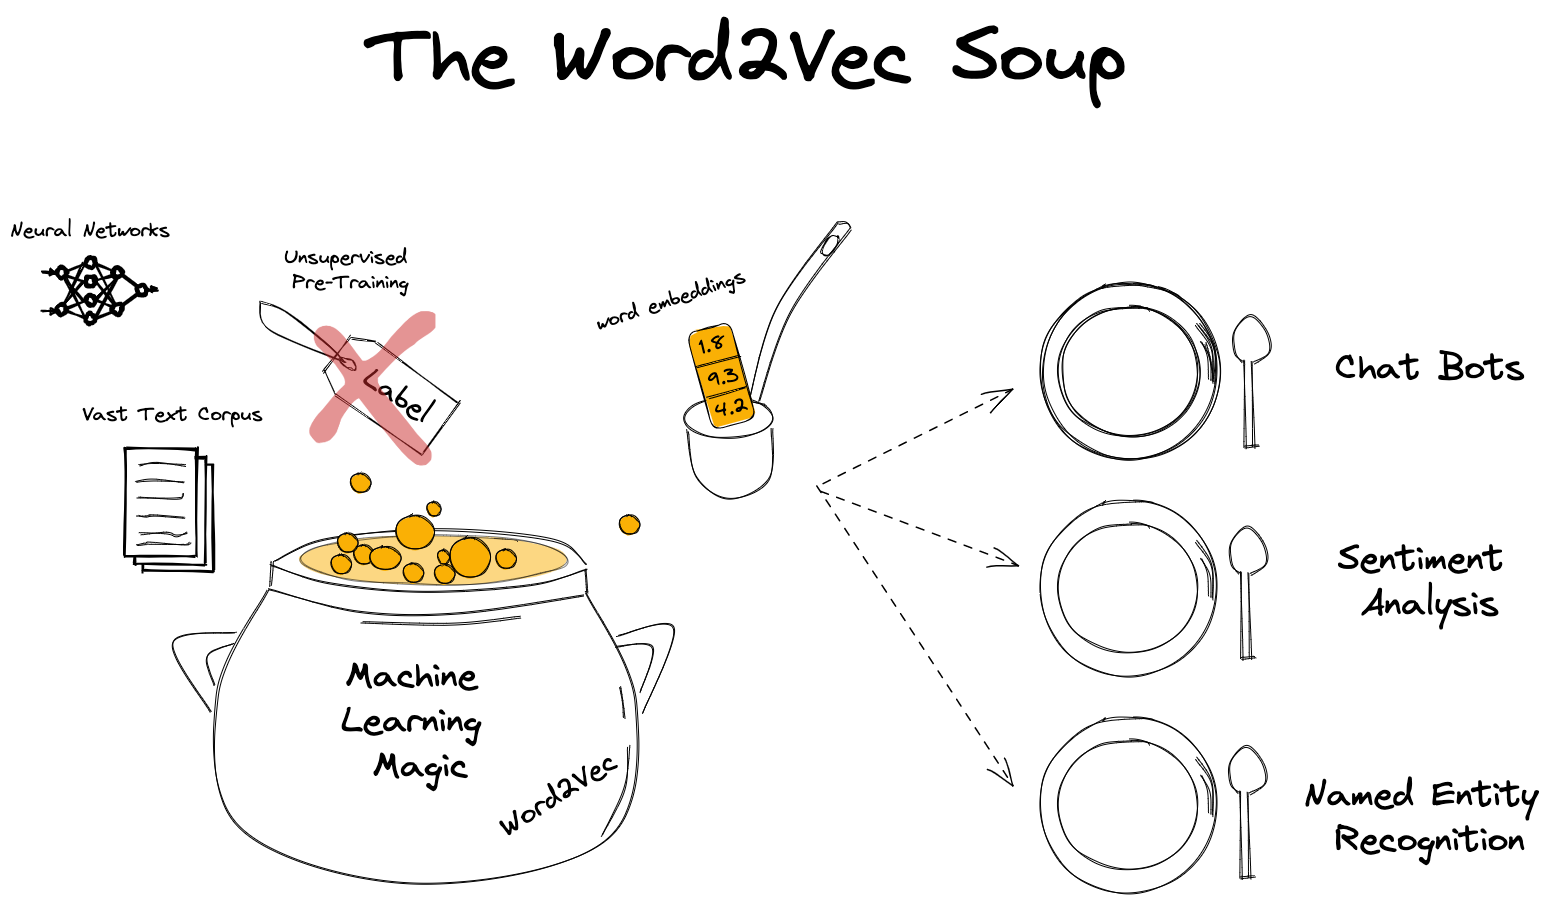 The Word2Vec Soup
Neural Networks
Unsupervised
Pre-Training
Label
Vast Text Corpus
word embeddings
1.8
9.3
4.2
Machine
Learning
Magic
Word2Vec
Chat Bots
Sentiment
Analysis
Named Entity
Recognition